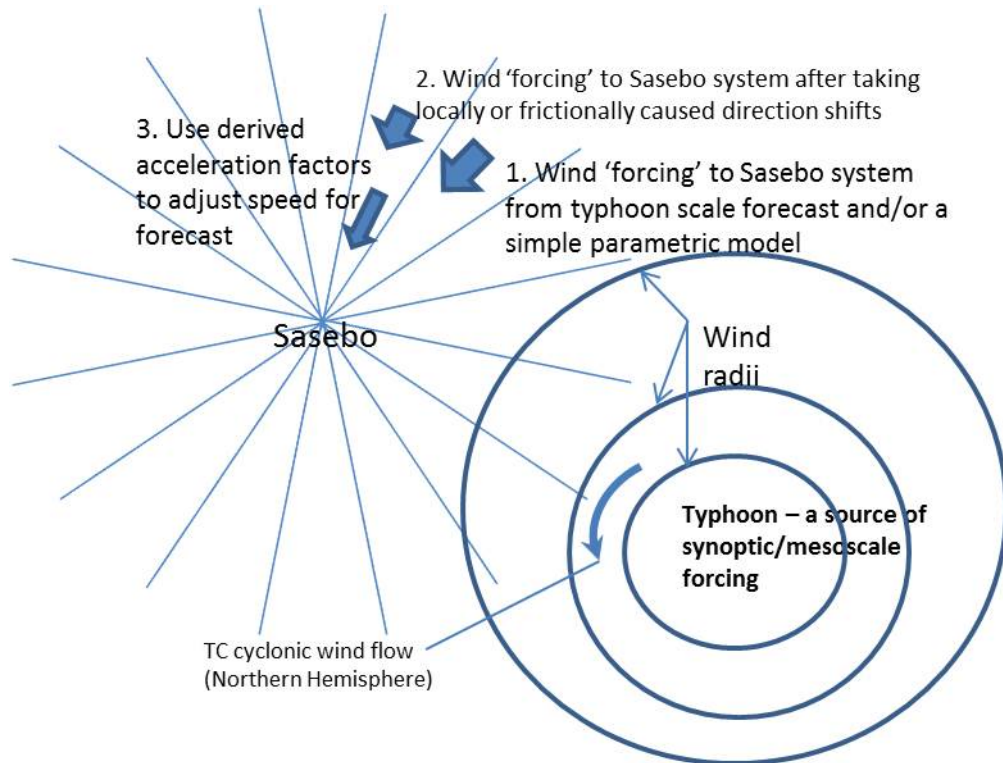 2. Wind ‘forcing’ to Sasebo system after taking
locally or frictionally caused direction shifts
3. Use derived
acceleration factors
to adjust speed for
forecast
1. Wind ‘forcing’ to Sasebo system
from typhoon scale forecast and/or a
simple parametric model
Sasebo
Wind
radii
Typhoon – a source of
synoptic/mesoscale
forcing
TC cyclonic wind flow
(Northern Hemisphere)